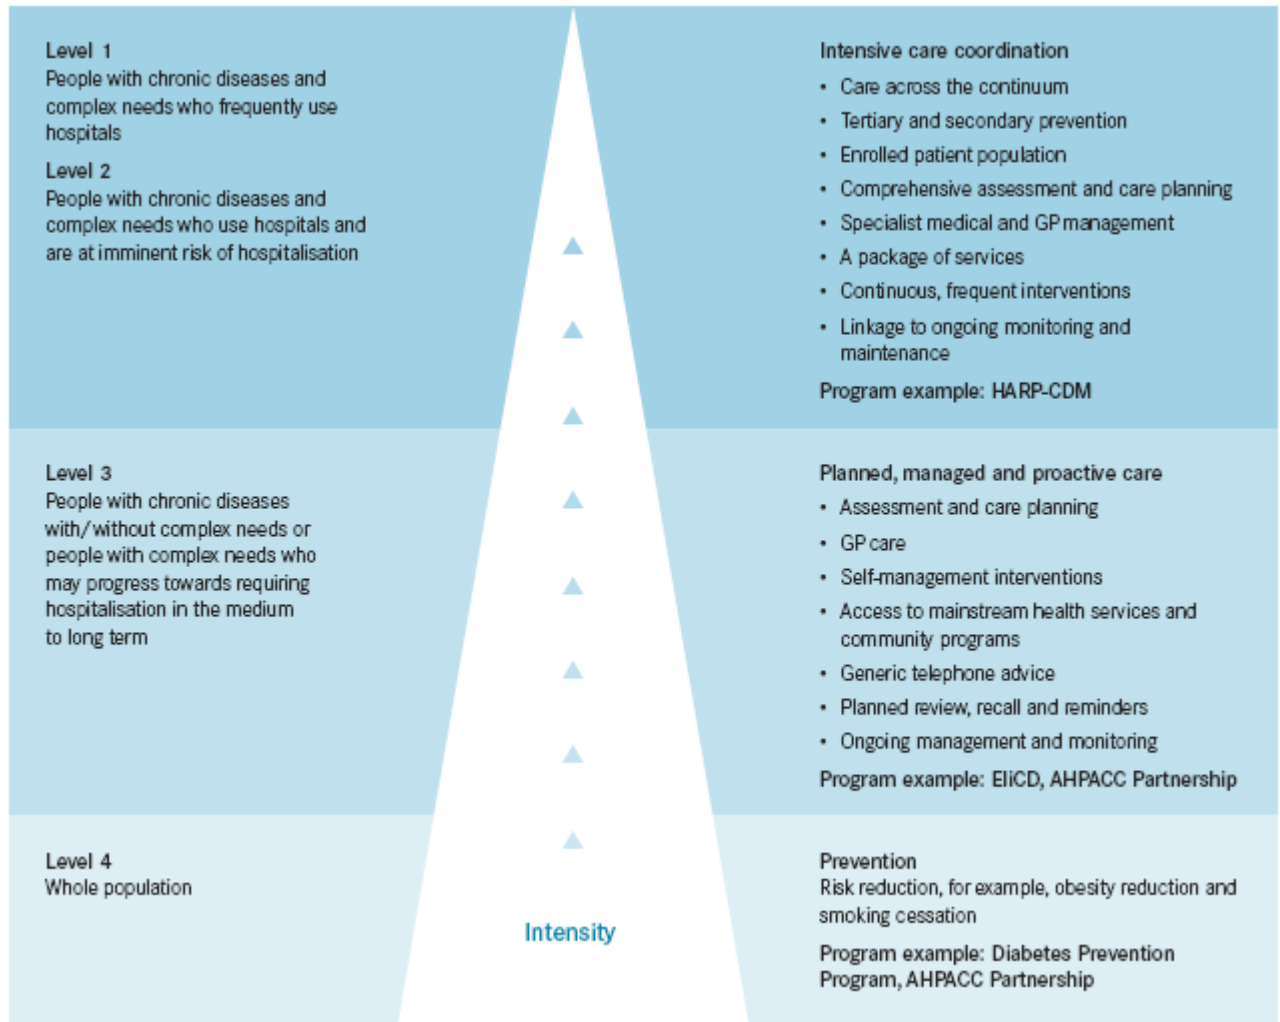 Level 1
People with chronic diseases and
complex needs who frequently use
hospitals
Level 2
People with chronic diseases and
complex needs who use hospitals and
are at imminent risk of hospitalisation
Intensive care coordination
• Care across the continuum
• Tertiary and secondary prevention
• Enrolled patient population
• Comprehensive assessment and care planning
• Specialist medical and GP management
• A package of services
• Continuous, frequent interventions
• Linkage to ongoing monitoring and
maintenance
Program example: HARP-CDM
Level 3
People with chronic diseases
with/without complex needs or
people with complex needs who
may progress towards requiring
hospitalisation in the medium
to long term
Planned, managed and proactive care
• Assessment and care planning
• GP care
• Self-management interventions
• Access to mainstream health services and
community programs
• Generic telephone advice
• Planned review, recall and reminders
• Ongoing management and monitoring
Program example: EliCD, AHPACC Partnership
Level 4
Whole population
Intensity
Prevention
Risk reduction, for example, obesity reduction and
smoking cessation
Program example: Diabetes Prevention
Program, AHPACC Partnership